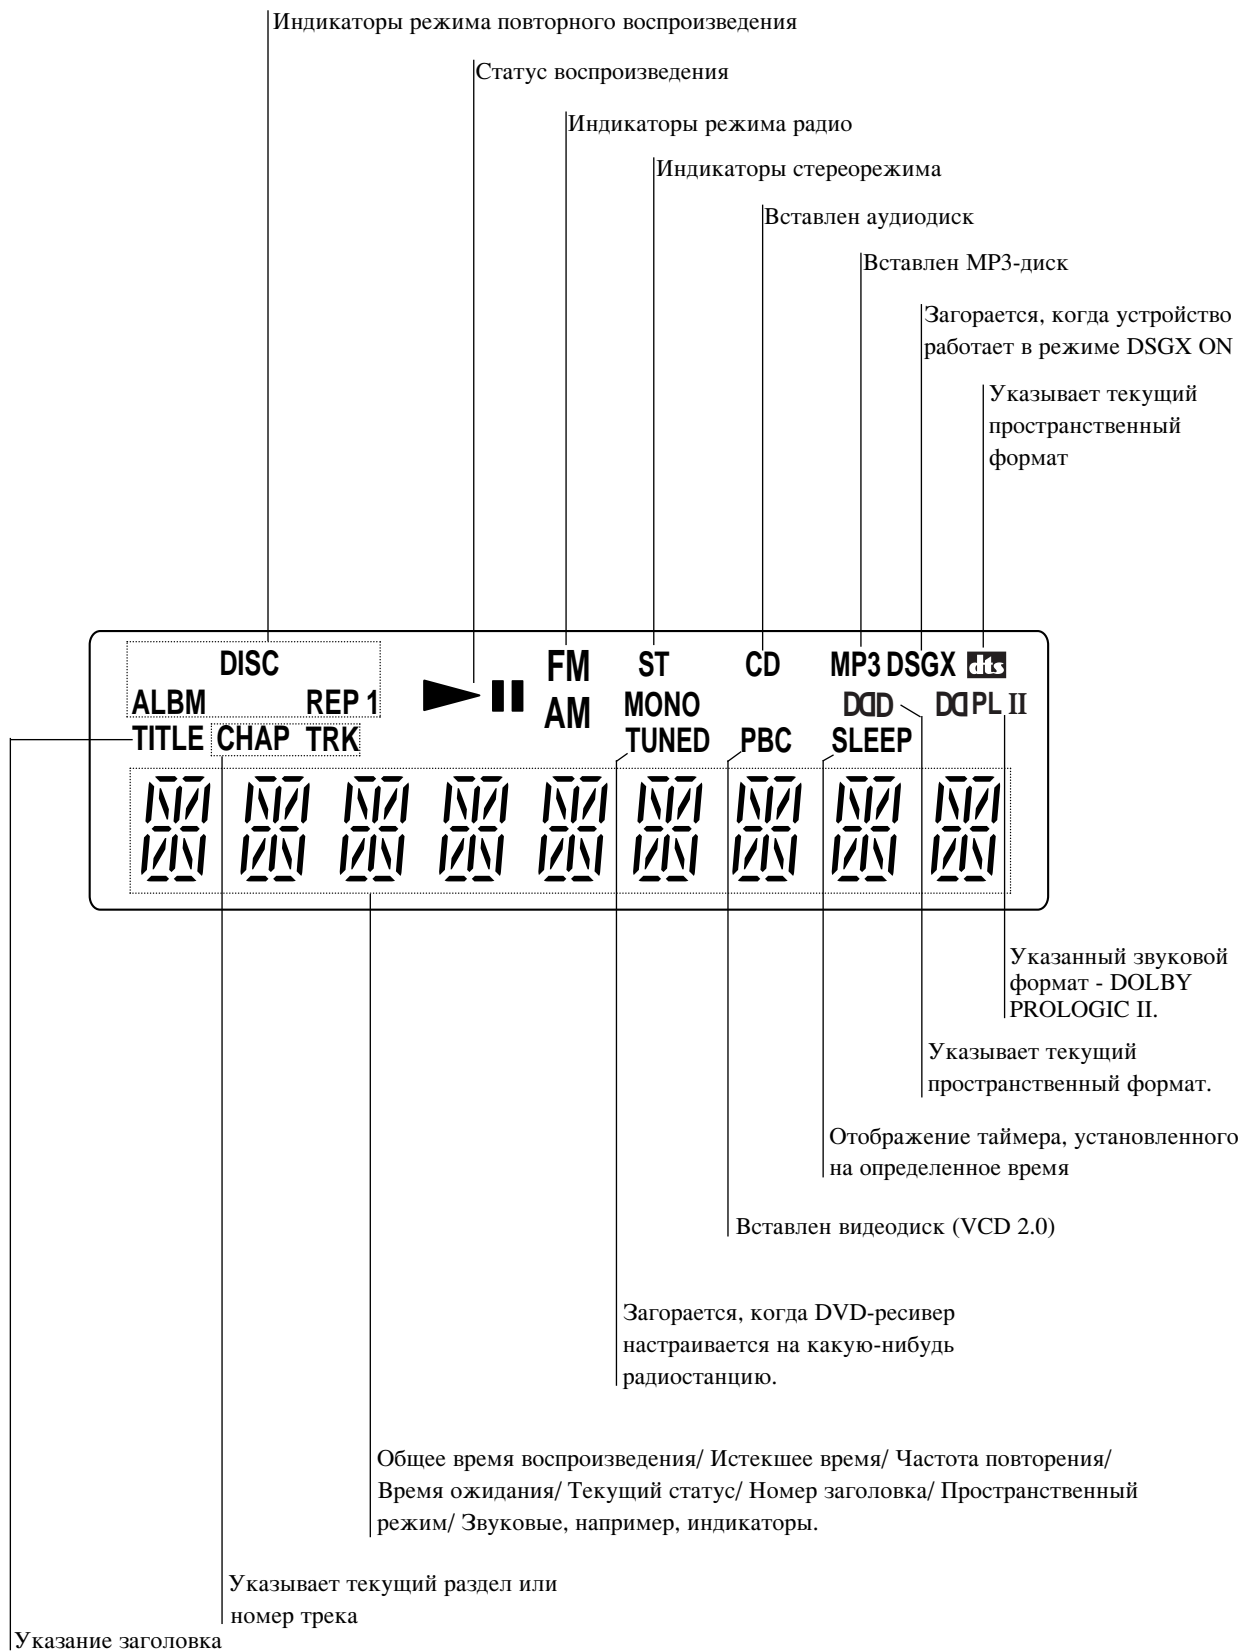 Индикаторы режима повторного воспроизведения
Статус воспроизведения
Индикаторы режима радио
Индикаторы стереорежима
Вставлен аудиодиск
Вставлен МР3-диск
Загорается, когда устройство
работает в режиме DSGX ON
Указывает текущий
пространственный
формат
DISC
FM
ST
CD
MP3
DSGX
dts
ALBM
REP 1
AM
MONO
PL II
TITLE
CHAP
TRK
TUNED
PBC
SLEEP
Указанный звуковой
формат - DOLBY
PROLOGIC II.
Указывает текущий
пространственный формат.
Отображение таймера, установленного
на определенное время
Вставлен видеодиск (VCD 2.0)
Загорается, когда DVD-ресивер
настраивается на какую-нибудь
радиостанцию.
Общее время воспроизведения/ Истекшее время/ Частота повторения/
Время ожидания/ Текущий статус/ Номер заголовка/ Пространственный
режим/ Звуковые, например, индикаторы.
Указывает текущий раздел или
номер трека
Указание заголовка